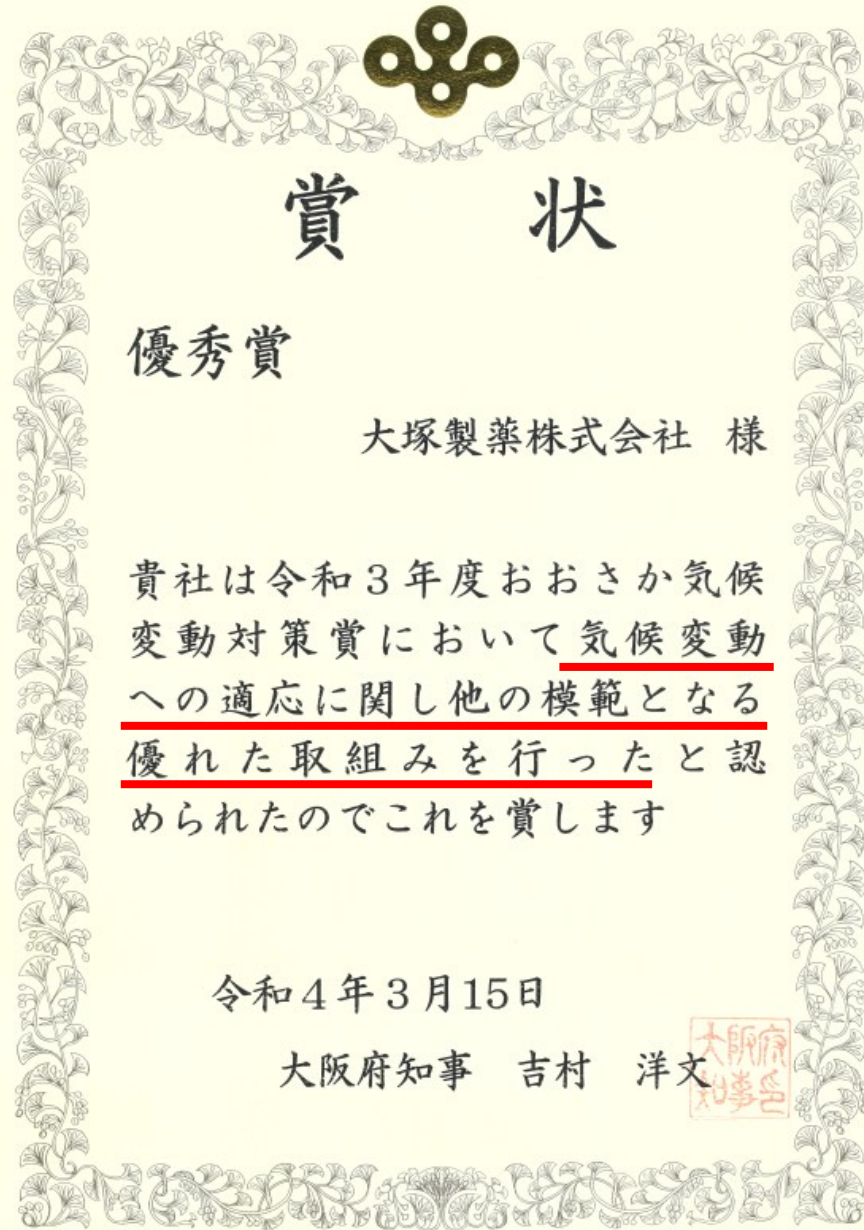 賞 状
優秀賞
大塚製薬株式会社 様
貴社は令和3年度おおさか気候
変動対策賞において気候変動
への適応に関し他の模範となる
優れた取組みを行ったと認
められたのでこれを賞します
令和4年3月15日
大阪府知事 吉村 洋文
大阪府
知事印